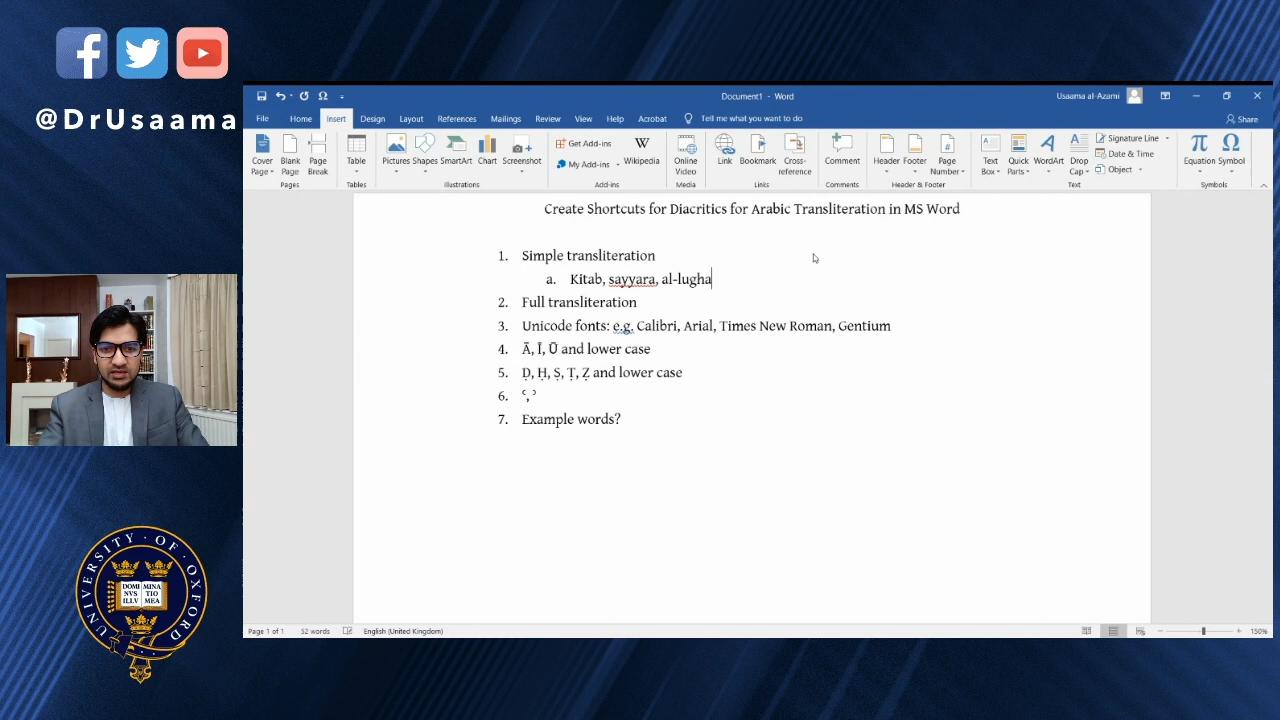 @DrUsaama
Document1 - Word
Usaama al-Azami
File Home Insert Design Layout References Mailings Review View Help Acrobat Tell me what you want to do
Share
Cover Page
Blank Page
Page Break
Pages
Table
Tables
Pictures Shapes SmartArt Chart Screenshot
Illustrations
Get Add-ins
My Add-ins
Wikipedia
Add-ins
Online Video
Media
Link Bookmark Cross-reference
Links
Comment
Comments
Header Footer Page Number
Header & Footer
Text Box
Quick Parts
WordArt
Drop Cap
Signature Line
Date & Time
Object
Text
Equation Symbol
Symbols
Create Shortcuts for Diacritics for Arabic Transliteration in MS Word
1. Simple transliteration
a. Kitab, sayyara, al-lugha
2. Full transliteration
3. Unicode fonts: e.g. Calibri, Arial, Times New Roman, Gentium
4. Ā, Ī, Ū and lower case
5. Ḍ, Ḥ, Ṣ, Ṭ, Ẓ and lower case
6. ʿ, ʾ
7. Example words?
Page 1 of 1 52 words English (United Kingdom) 150%
UNIVERSITY · OF · OXFORD
DOMI MINA
NVS TIO
ILLV MEA